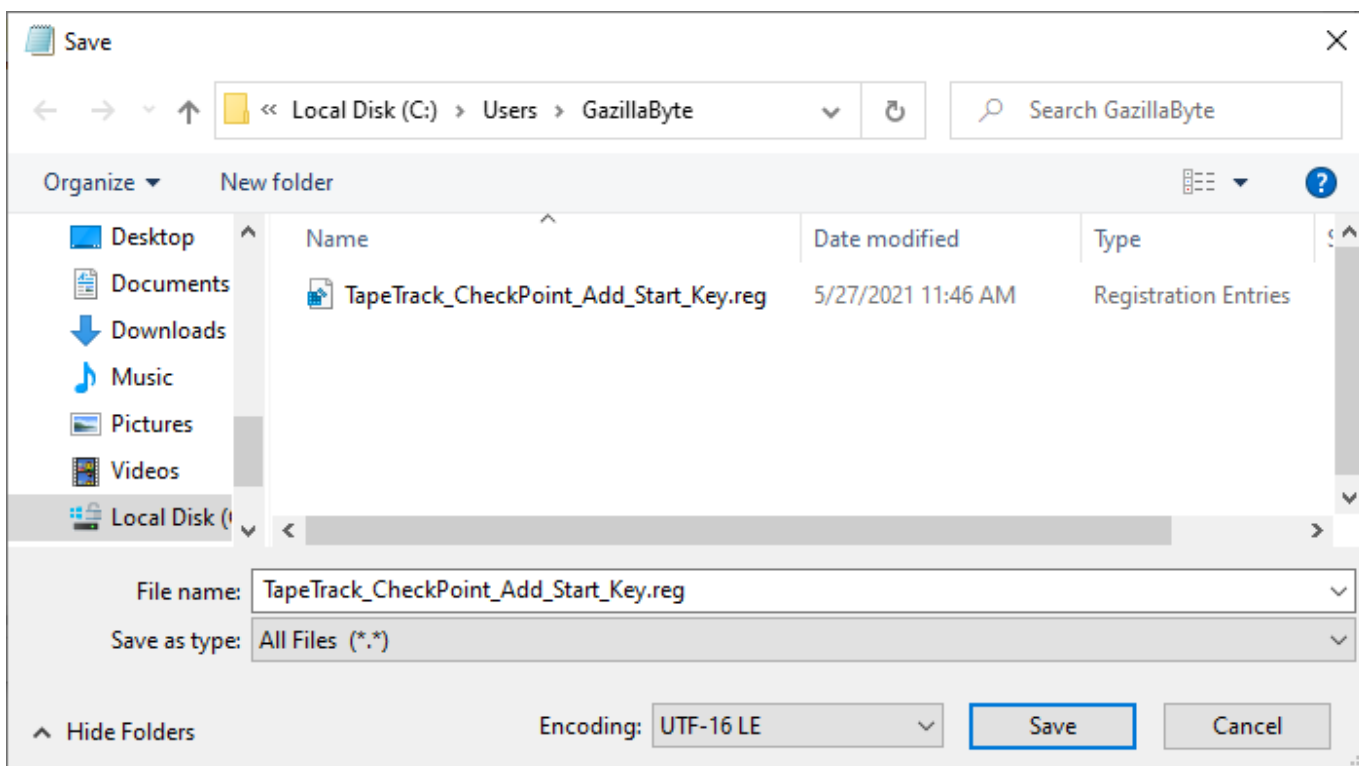 Save
« Local Disk (C:) > Users > GazillaByte
Search GazillaByte
Organize
New folder
?
Desktop
Documents
Downloads
Music
Pictures
Videos
Local Disk (
Name
Date modified
Type
TapeTrack_CheckPoint_Add_Start_Key.reg
5/27/2021 11:46 AM
Registration Entries
File name: TapeTrack_CheckPoint_Add_Start_Key.reg
Save as type: All Files (*.*)
Hide Folders
Encoding: UTF-16 LE
Save
Cancel